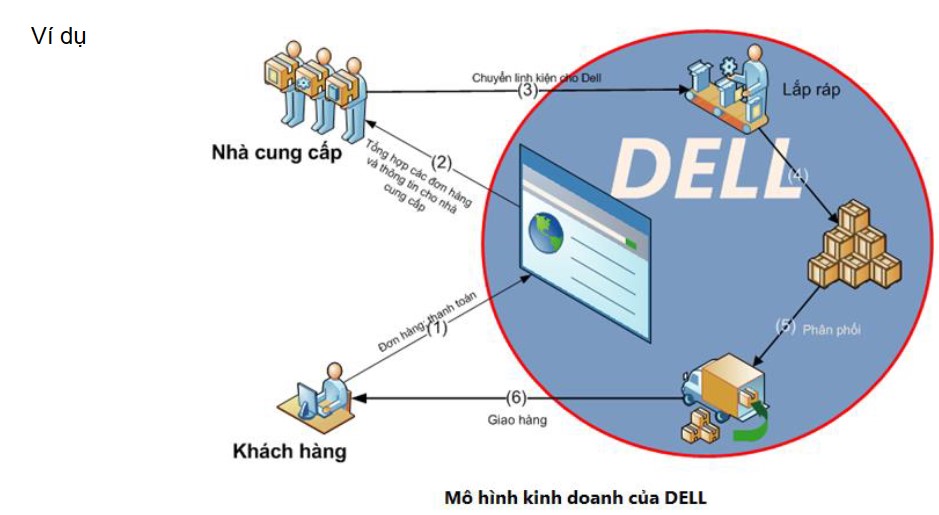 Ví dụ
Chuyển linh kiện cho Dell
(3)
Lắp ráp
Nhà cung cấp
(2)
Tổng hợp các đơn hàng
và thông tin cho nhà
cung cấp
DELL
(4)
Đơn hàng; thanh toán
(1)
(5) Phân phối
(6)
Giao hàng
Khách hàng
Mô hình kinh doanh của DELL